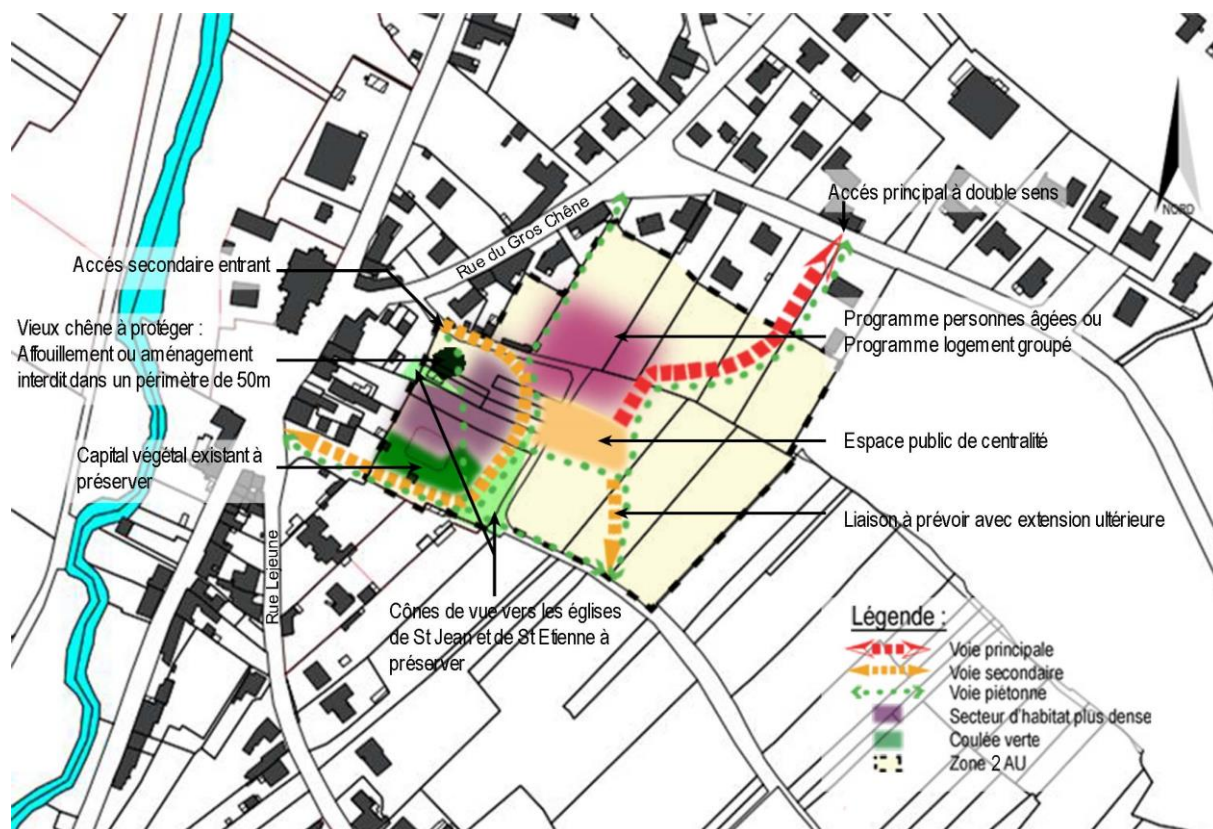 Accés principal à double sens
NORD
Rue du Gros Chêne
Accés secondaire entrant
Vieux chêne à protéger :
Affouillement ou aménagement
interdit dans un périmètre de 50m
Programme personnes âgées ou
Programme logement groupé
Espace public de centralité
Capital végétal existant à
préserver
Liaison à prévoir avec extension ultérieure
Rue Lejeune
Cônes de vue vers les églises
de St Jean et de St Etienne à
préserver
Légende :
Voie principale
Voie secondaire
Voie piétonne
Secteur d'habitat plus dense
Coulée verte
Zone 2 AU